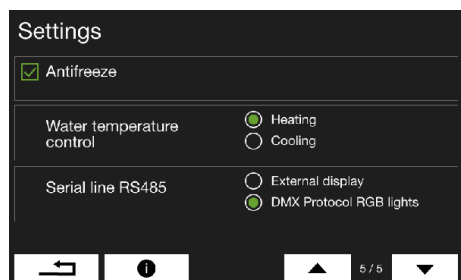 Settings
Antifreeze
Water temperature
control
Heating
Cooling
Serial line RS485
External display
DMX Protocol RGB lights
5/5